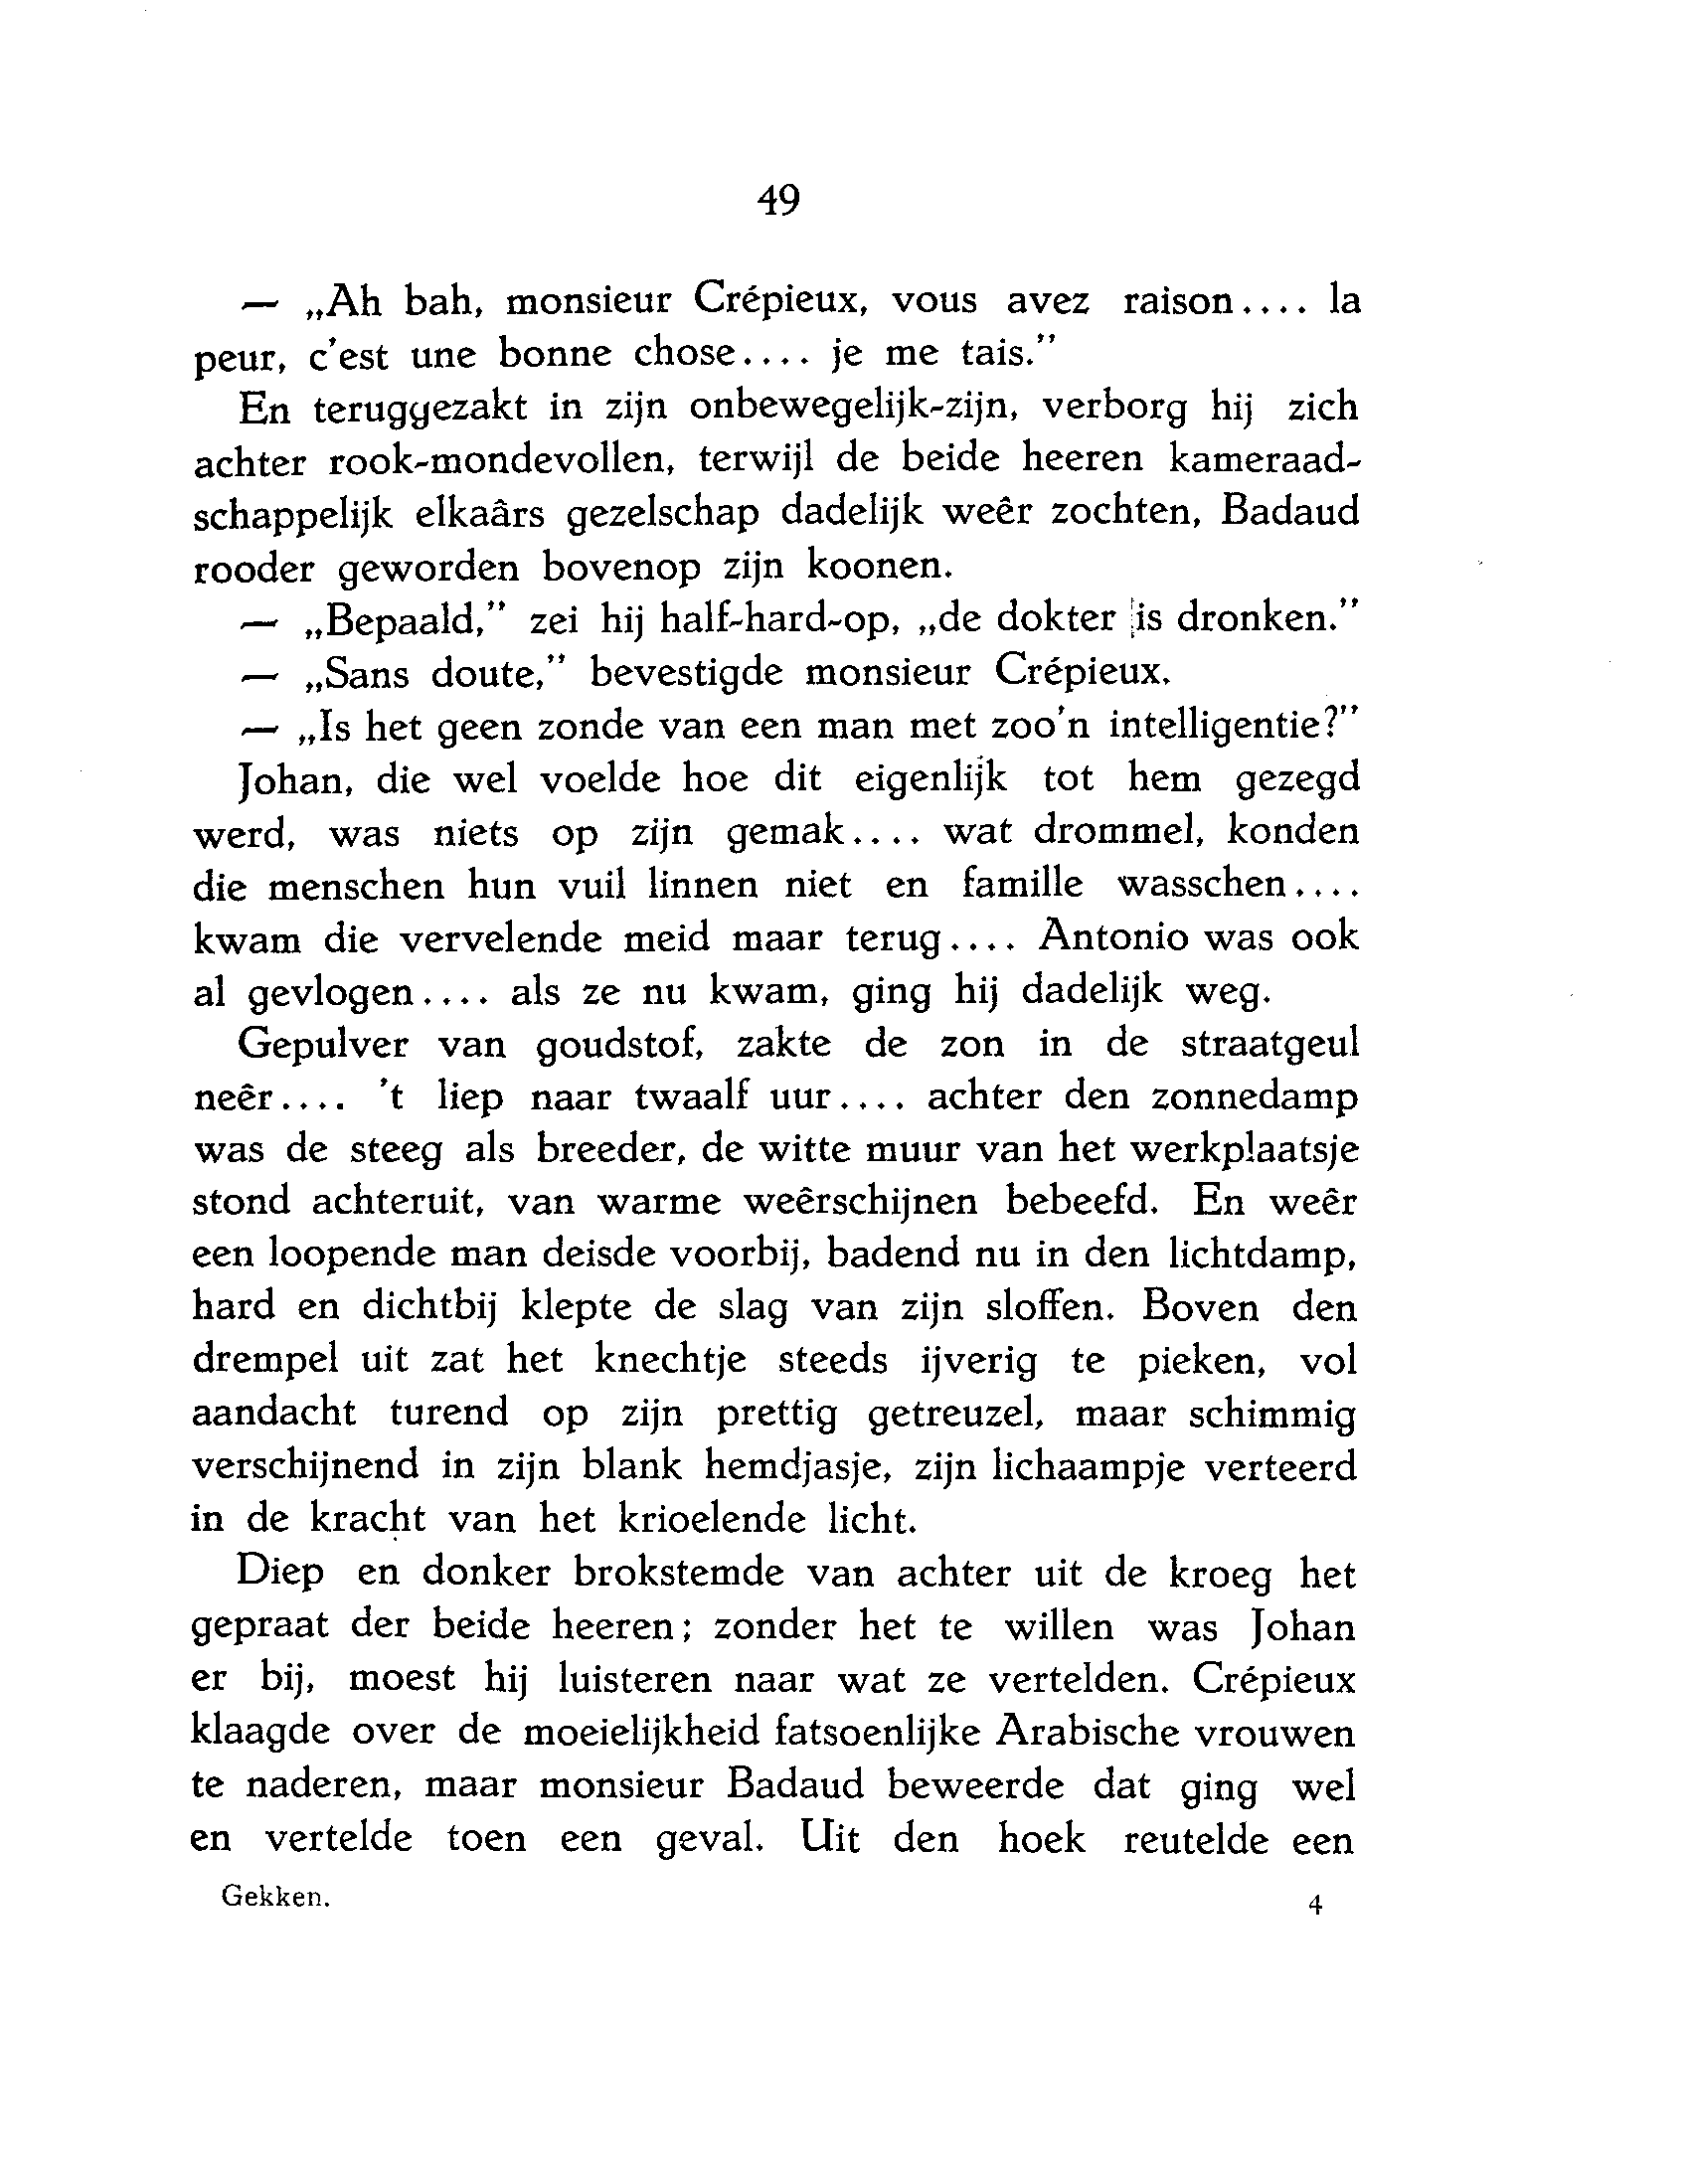 49
— „Ah bah, monsieur Crépieux, vous avez raison.... la
peur, c'est une bonne chose.... je me tais.”
En teruggezakt in zijn onbewegelijk-zijn, verborg hij zich
achter rook-mondevollen, terwijl de beide heeren kameraad-
schappelijk elkaârs gezelschap dadelijk weêr zochten, Badaud
rooder geworden bovenop zijn koonen.
— „Bepaald,” zei hij half-hard-op, „de dokter is dronken.”
— „Sans doute,” bevestigde monsieur Crépieux.
— „Is het geen zonde van een man met zoo'n intelligentie?”
Johan, die wel voelde hoe dit eigenlijk tot hem gezegd
werd, was niets op zijn gemak.... wat drommel, konden
die menschen hun vuil linnen niet en famille wasschen....
kwam die vervelende meid maar terug.... Antonio was ook
al gevlogen.... als ze nu kwam, ging hij dadelijk weg.
Gepulver van goudstof, zakte de zon in de straatgeul
neêr.... 't liep naar twaalf uur.... achter den zonnedamp
was de steeg als breeder, de witte muur van het werkplaatsje
stond achteruit, van warme weêrschijnen bebeefd. En weêr
een loopende man deisde voorbij, badend nu in den lichtdamp,
hard en dichtbij klepte de slag van zijn sloffen. Boven den
drempel uit zat het knechtje steeds ijverig te pieken, vol
aandacht turend op zijn prettig getreuzel, maar schimmig
verschijnend in zijn blank hemdjasje, zijn lichaampje verteerd
in de kracht van het krioelende licht.
Diep en donker brokstemde van achter uit de kroeg het
gepraat der beide heeren; zonder het te willen was Johan
er bij, moest hij luisteren naar wat ze vertelden. Crépieux
klaagde over de moeielijkheid fatsoenlijke Arabische vrouwen
te naderen, maar monsieur Badaud beweerde dat ging wel
en vertelde toen een geval. Uit den hoek reutelde een
Gekken. 4